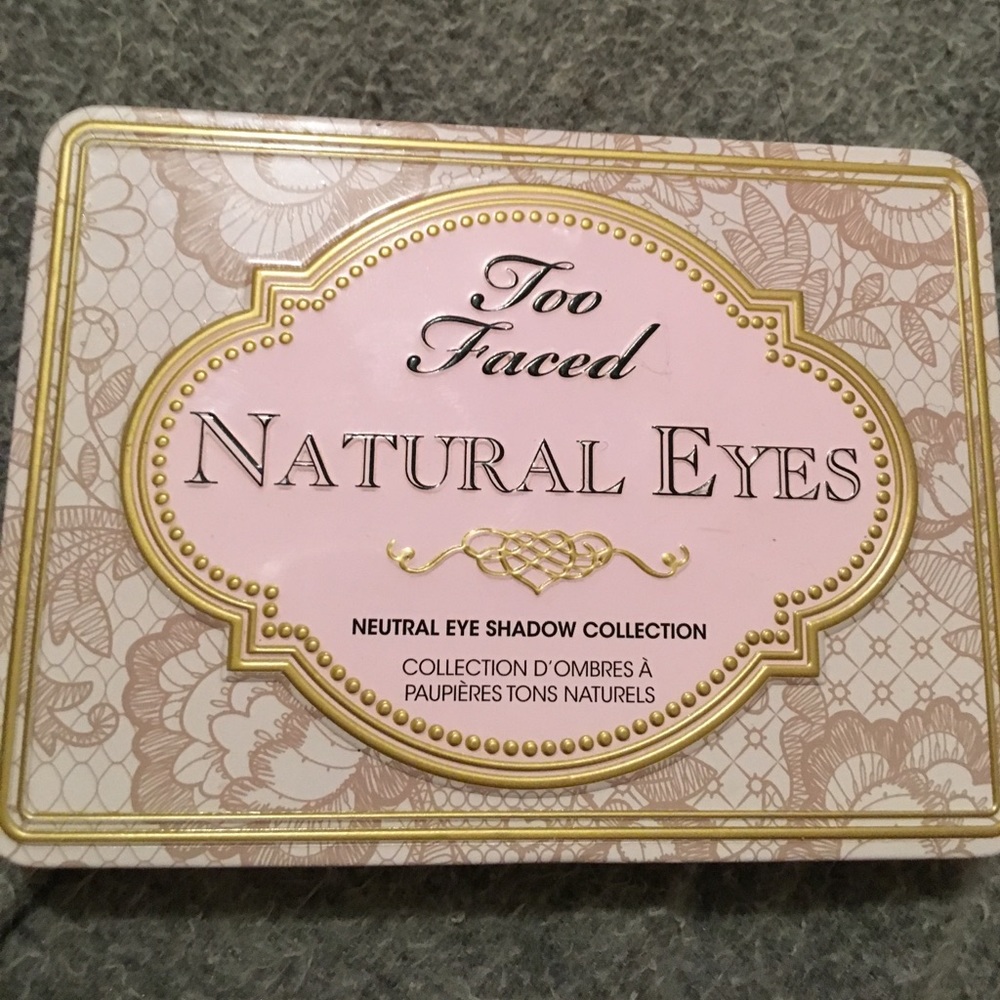 Too
Faced
NATURAL EYES
NEUTRAL EYE SHADOW COLLECTION
COLLECTION D'OMBRES À
PAUPIÈRES TONS NATURELS